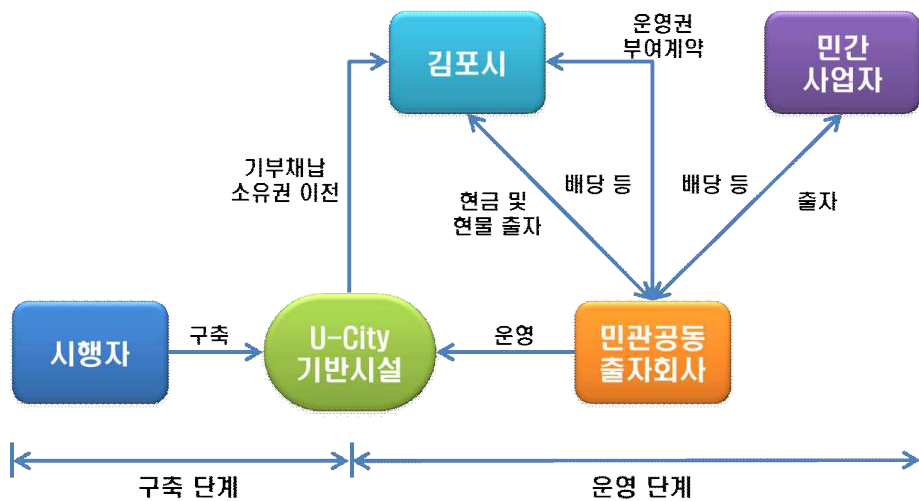 운영권
부여계약
김포시
민간
사업자
기부채납
소유권 이전
현금 및
현물 출자
배당 등
배당 등
출자
시행자
구축
U-City
기반시설
운영
민관공동
출자회사
구축 단계
운영 단계